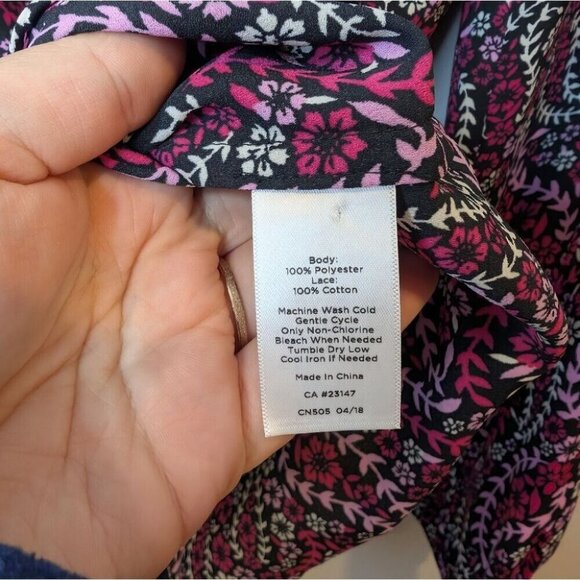 Body:
100% Polyester
Lace:
100% Cotton
Machine Wash Cold
Gentle Cycle
Only Non-Chlorine
Bleach When Needed
Tumble Dry Low
Cool Iron If Needed
Made In China
CA #23147
CN505 04/18